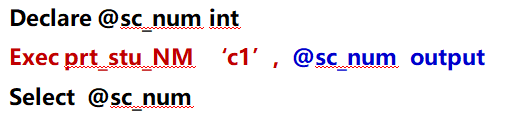 Declare @sc_num int
Exec prt_stu_NM ‘c1’ , @sc_num output
Select @sc_num